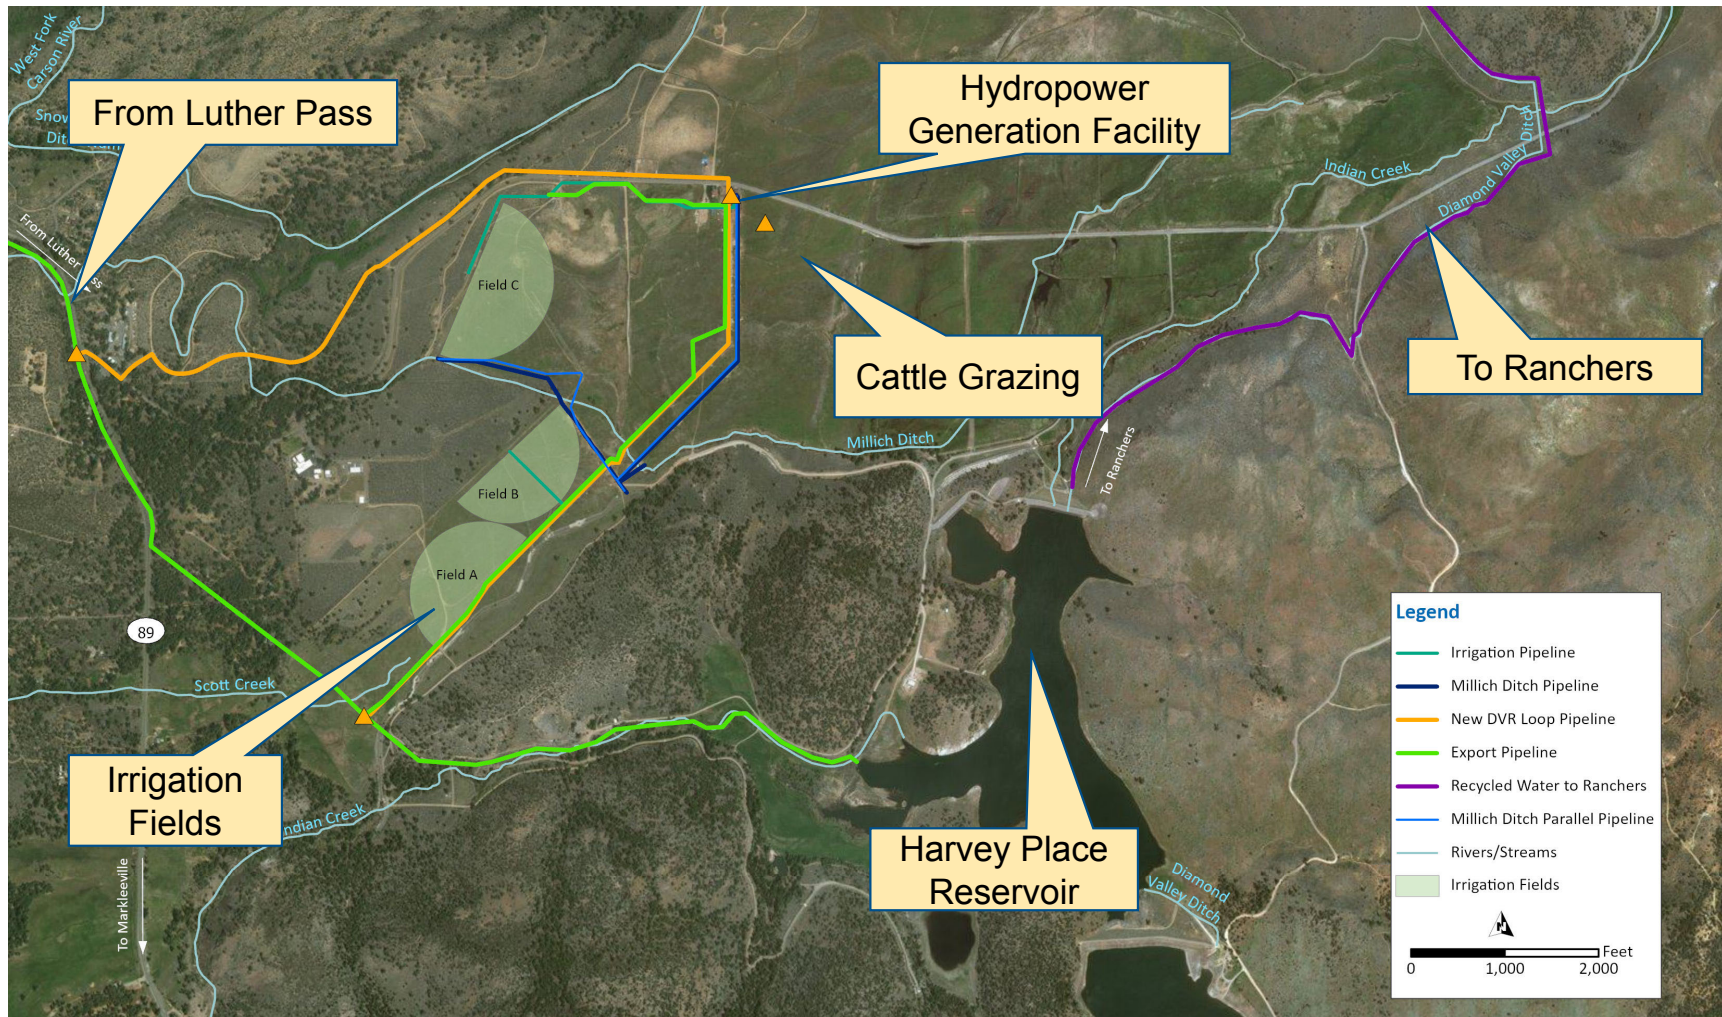 West Fork
Carson River
From Luther Pass
Hydropower
Generation Facility
Indian Creek
Diamond Valley Ditch
From Luther
ss
Field C
Cattle Grazing
To Ranchers
Millich Ditch
To Ranchers
Field B
Field A
89
Scott Creek
Irrigation
Fields
Indian Creek
To Markleeville
Harvey Place
Reservoir
Diamond
Valley Ditch
Legend
Irrigation Pipeline
Millich Ditch Pipeline
New DVR Loop Pipeline
Export Pipeline
Recycled Water to Ranchers
Millich Ditch Parallel Pipeline
Rivers/Streams
Irrigation Fields
N
Feet
0 1,000 2,000